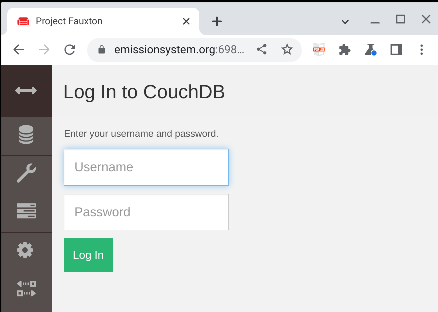 Project Fauxton
emissionsystem.org:698...
Log In to CouchDB
Enter your username and password.
Username
Password
Log In